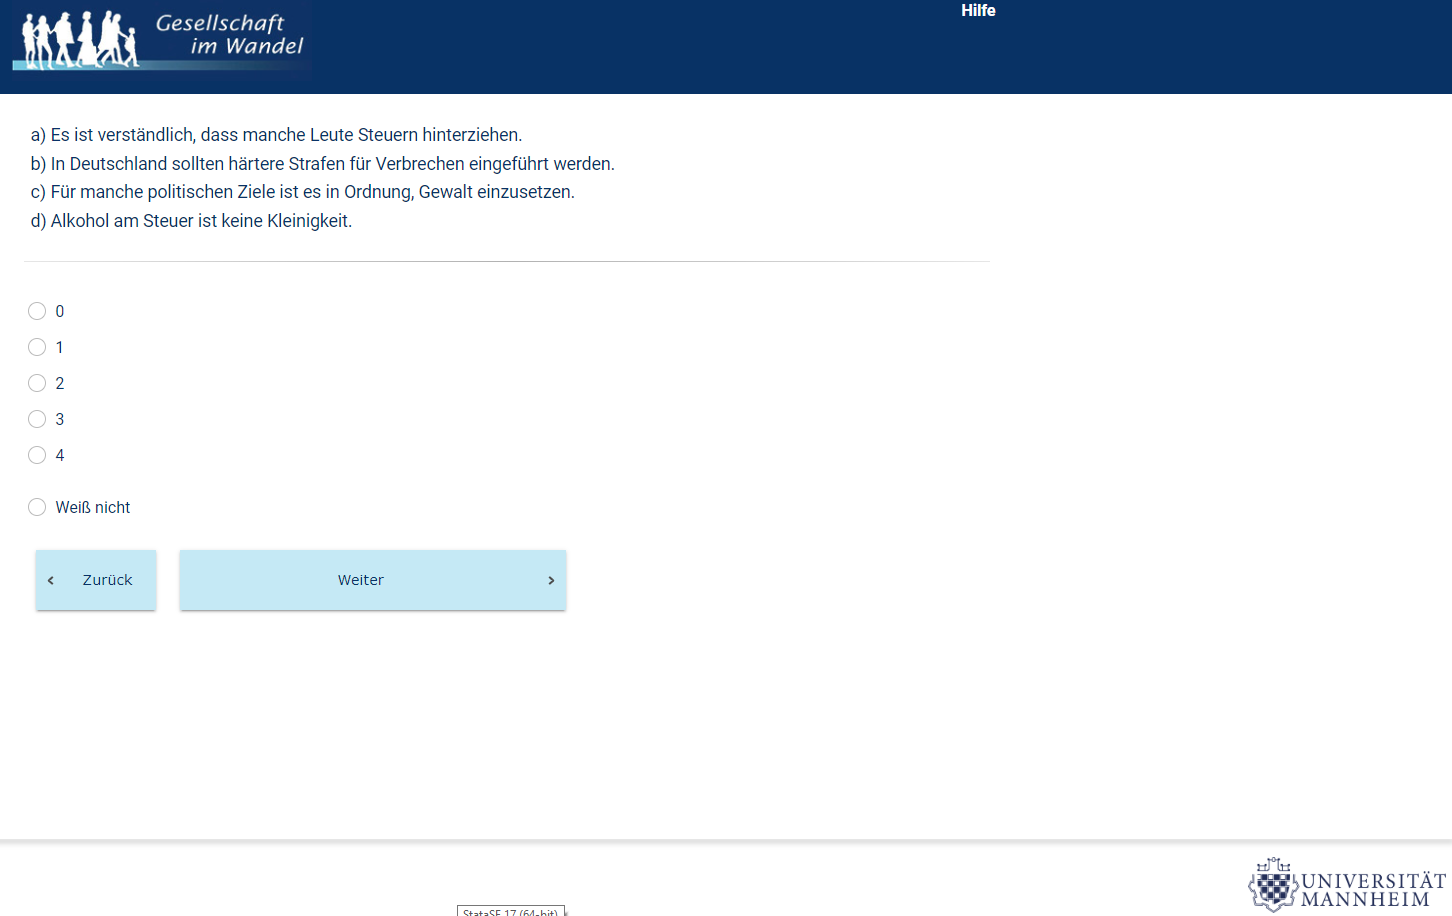 Gesellschaft
im Wandel
Hilfe
a) Es ist verständlich, dass manche Leute Steuern hinterziehen.
b) In Deutschland sollten härtere Strafen für Verbrechen eingeführt werden.
c) Für manche politischen Ziele ist es in Ordnung, Gewalt einzusetzen.
d) Alkohol am Steuer ist keine Kleinigkeit.
0
1
2
3
4
Weiß nicht
‹ Zurück
Weiter ›
UNIVERSITÄT
MANNHEIM
StataSE 17 (64-bit)